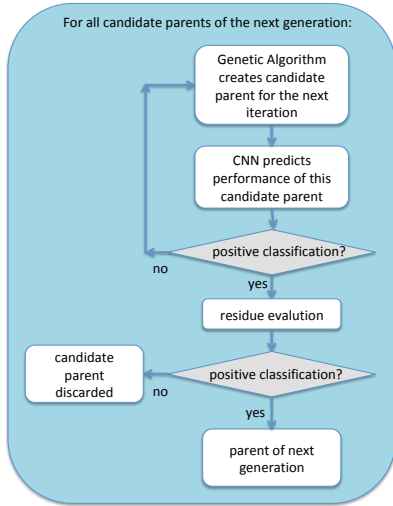 For all candidate parents of the next generation:
Genetic Algorithm
creates candidate
parent for the next
iteration
CNN predicts
performance of this
candidate parent
positive classification?
no
yes
residue evalution
positive classification?
candidate
parent
discarded
no
yes
parent of next
generation